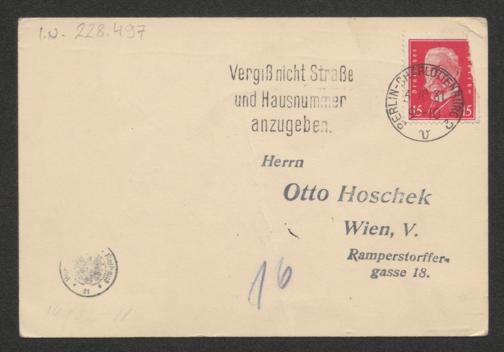 I.N. 228.497
Vergiß nicht Straße
und Hausnummer
anzugeben.
BERLIN-CHARLOTTENBURG 2
15 15
Herrn
Otto Hoschek
Wien, V.
Ramperstorffer-
gasse 18.
16